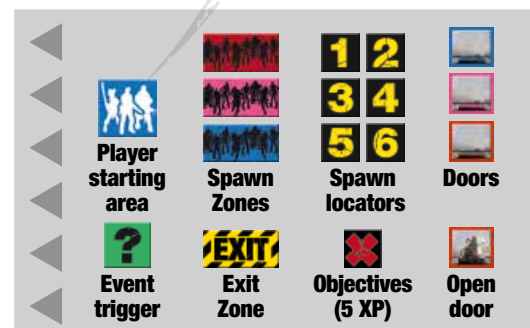 1 2
3 4
5 6
Player
starting
area
Spawn
Zones
Spawn
locators
Doors
?
EXIT
Event
trigger
Exit
Zone
Objectives
(5 XP)
Open
door